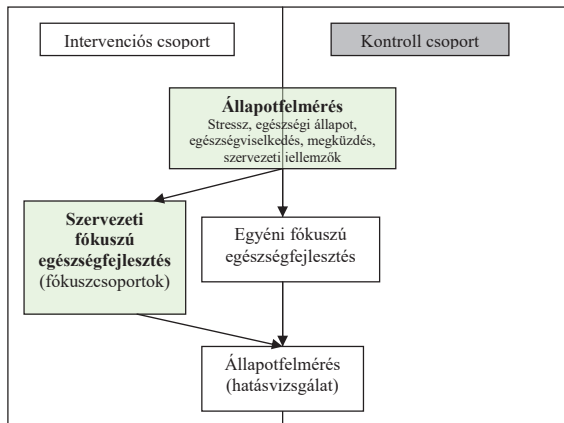 Intervenciós csoport
Kontroll csoport
Állapotfelmérés
Stressz, egészségi állapot,
egészségviselkedés, megküzdés,
szervezeti jellemzők
Szervezeti
fókuszú
egészségfejlesztés
(fókuszcsoportok)
Egyéni fókuszú
egészségfejlesztés
Állapotfelmérés
(hatásvizsgálat)